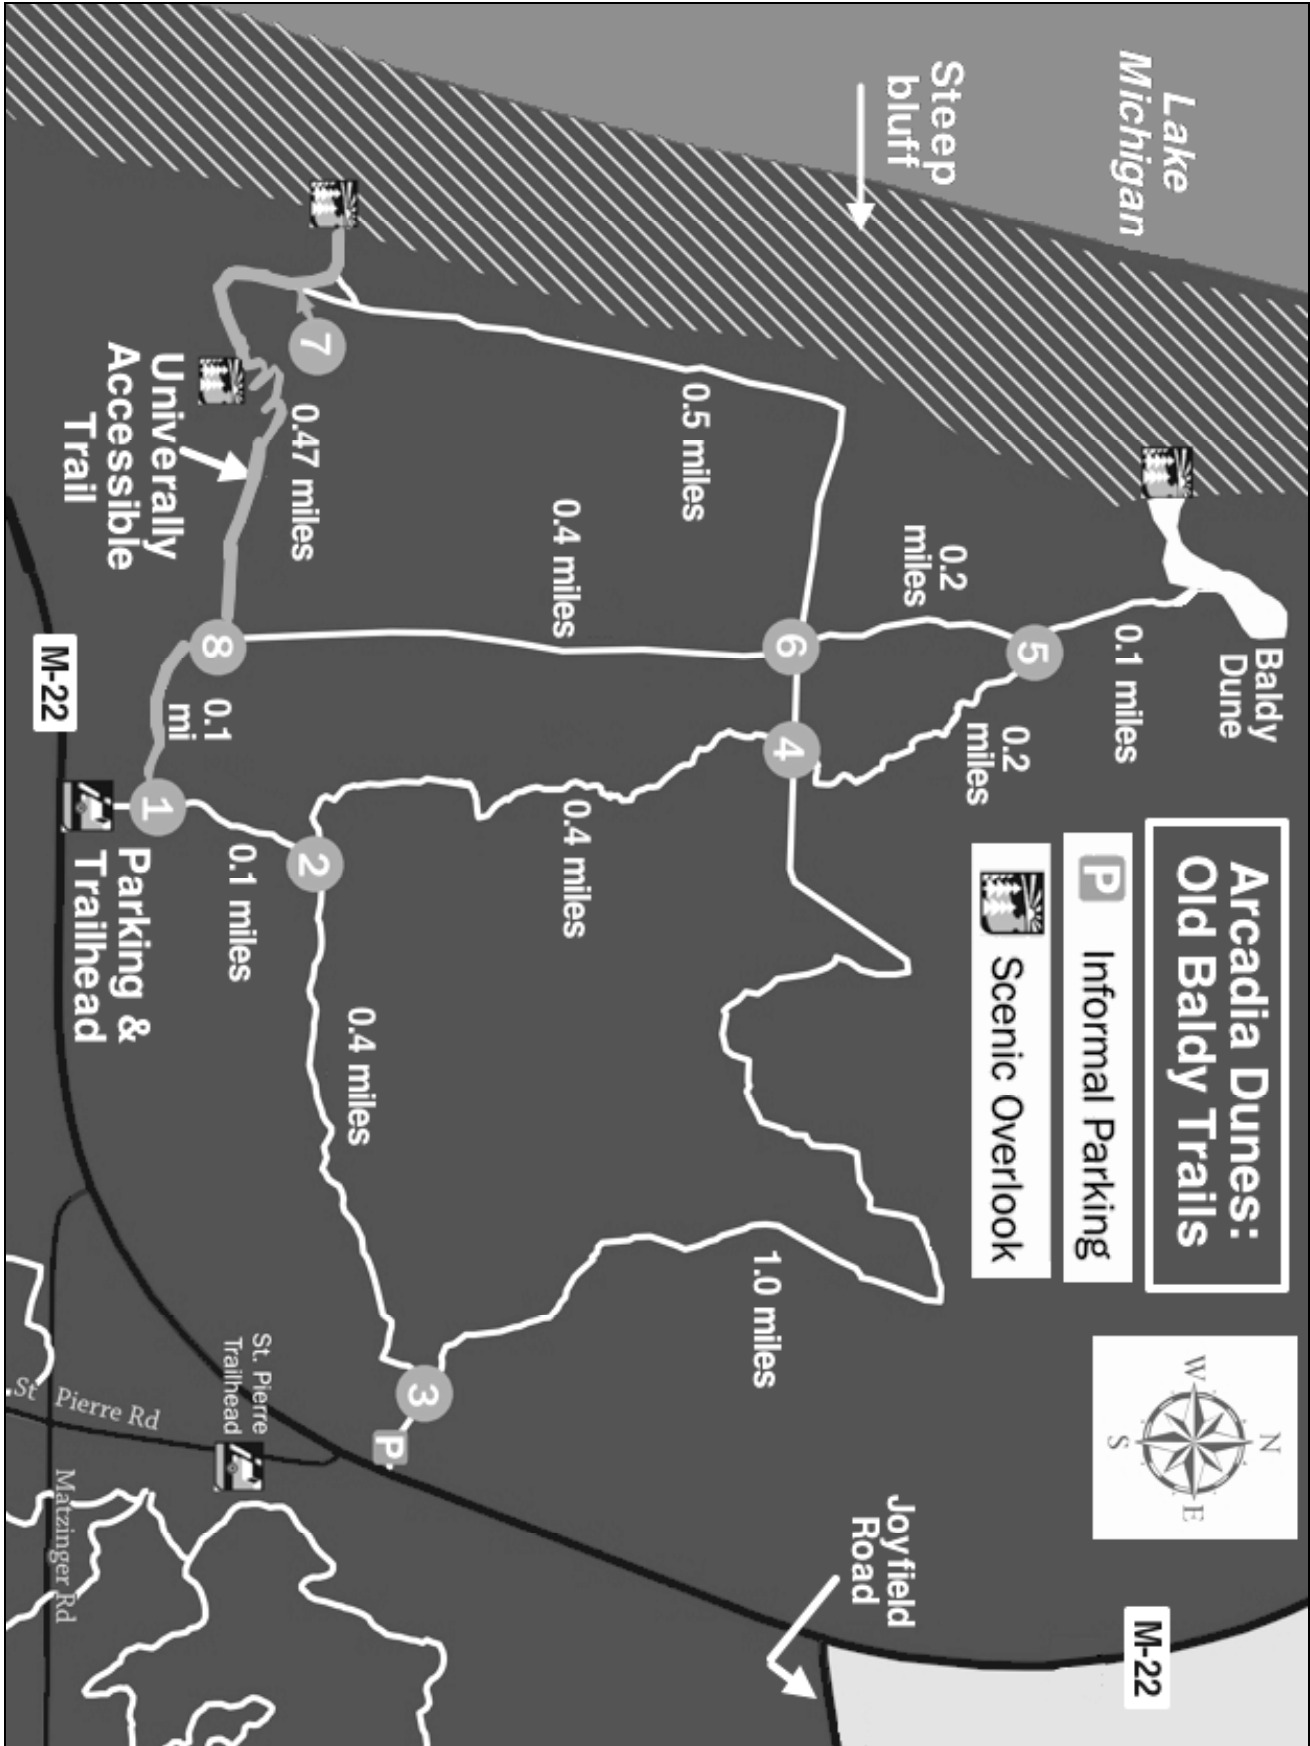 Lake
Michigan
Steep
bluff
Baldy
Dune
Arcadia Dunes:
Old Baldy Trails
P Informal Parking
Scenic Overlook
N
W
E
S
M-22
Joyfield
Road
0.1 miles
5
0.2
miles
0.2
miles
6
4
0.5 miles
0.4 miles
0.4 miles
1.0 miles
7
0.47 miles
Univerally
Accessible
Trail
8
0.1
mi
1
2
0.1 miles
0.4 miles
3
P
Parking &
Trailhead
M-22
St. Pierre
Trailhead
St Pierre Rd
Matzinger Rd